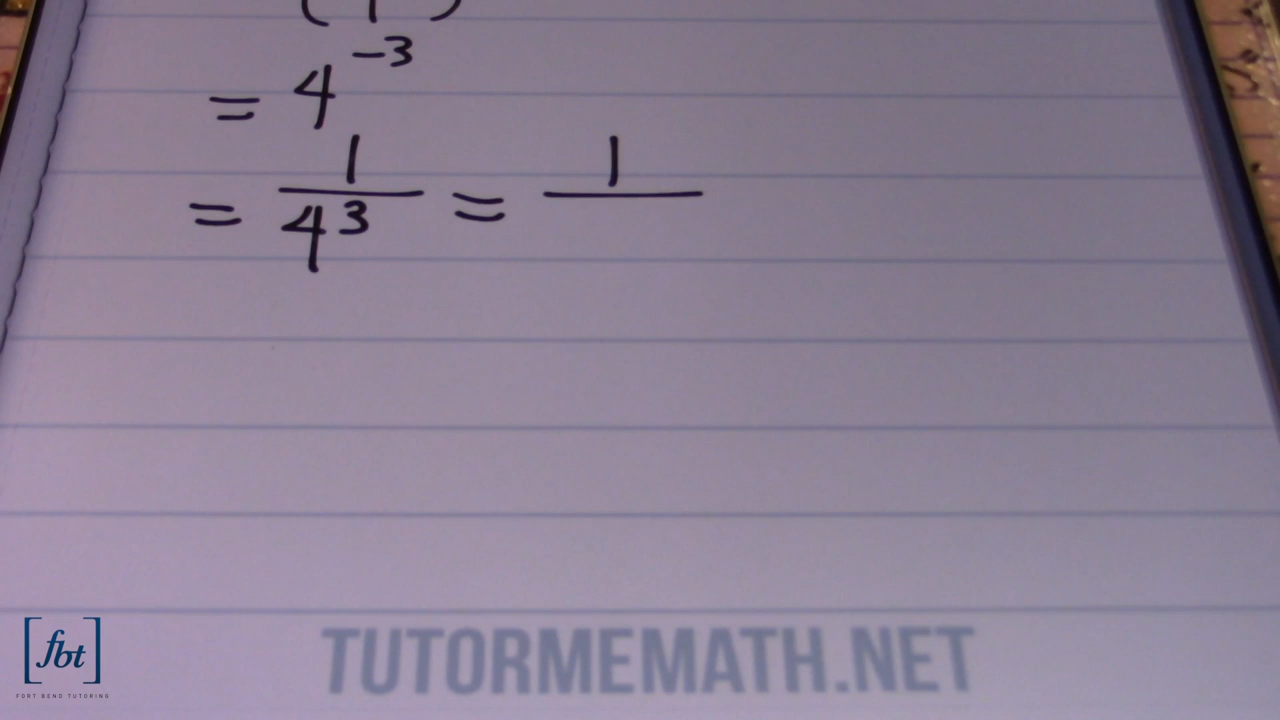 = 4^-3
= 1/4^3 = 1/
[fbt]
FORT BEND TUTORING
TUTORMEMATH.NET